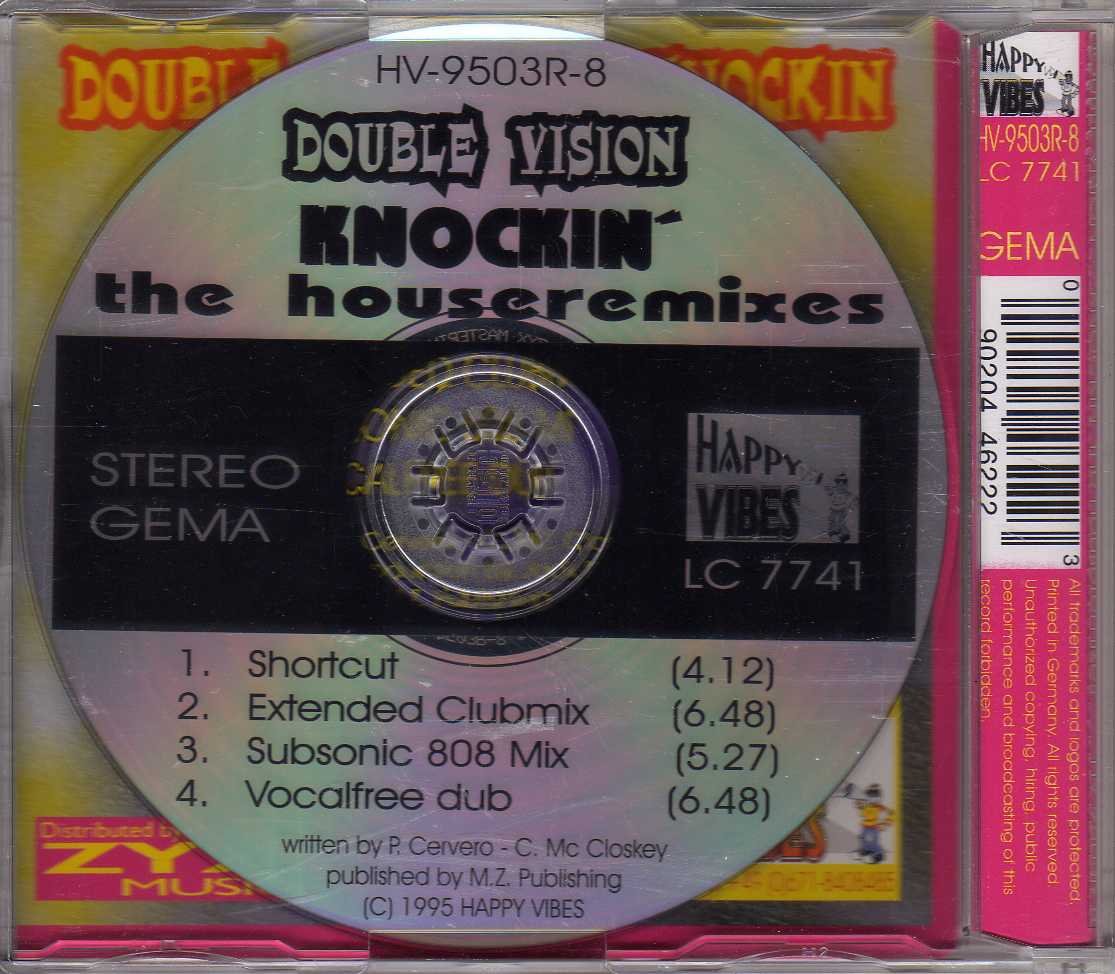 DOUBLE
KNOCKIN
HV-9503R-8
DOUBLE VISION
KNOCKIN´
the houseremixes
STEREO
GEMA
HAPPY
VIBES
LC 7741
1. Shortcut (4.12)
2. Extended Clubmix (6.48)
3. Subsonic 808 Mix (5.27)
4. Vocalfree dub (6.48)
written by P. Cervero - C. Mc Closkey
published by M.Z. Publishing
(C) 1995 HAPPY VIBES
Distributed by
ZYX
MUSIC
HAPPY
VIBES
HV-9503R-8
LC 7741
GEMA
0 90204 46222 3
All trademarks and logo's are protected.
Printed in Germany. All rights reserved.
Unauthorized copying, hiring, public
performance and broadcasting of this
record forbidden.